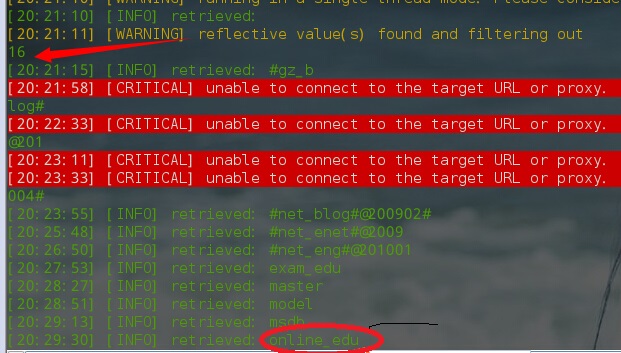 [20:21:10] [WARNING] running in a single thread mode. Please conside
[20:21:10] [INFO] retrieved:
[20:21:11] [WARNING] reflective value(s) found and filtering out
16
[20:21:15] [INFO] retrieved: #gz_b
[20:21:58] [CRITICAL] unable to connect to the target URL or proxy.
log#
[20:22:33] [CRITICAL] unable to connect to the target URL or proxy.
@201
[20:23:11] [CRITICAL] unable to connect to the target URL or proxy.
[20:23:33] [CRITICAL] unable to connect to the target URL or proxy.
004#
[20:23:55] [INFO] retrieved: #net_blog#@200902#
[20:25:48] [INFO] retrieved: #net_enet#@2009
[20:26:50] [INFO] retrieved: #net_eng#@201001
[20:27:53] [INFO] retrieved: exam_edu
[20:28:27] [INFO] retrieved: master
[20:28:51] [INFO] retrieved: model
[20:29:13] [INFO] retrieved: msdb
[20:29:30] [INFO] retrieved: online_edu